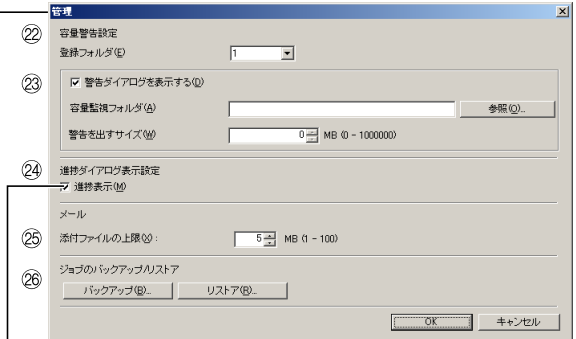 管理
㉒ 容量警告設定
登録フォルダ(E) 1
㉓ 警告ダイアログを表示する(D)
容量監視フォルダ(A) 参照(O)...
警告を出すサイズ(W) 0 MB (0 - 1000000)
㉔ 進捗ダイアログ表示設定
進捗表示(M)
メール
㉕ 添付ファイルの上限(X) : 5 MB (1 - 100)
㉖ ジョブのバックアップ/リストア
バックアップ(B)... リストア(R)...
OK キャンセル